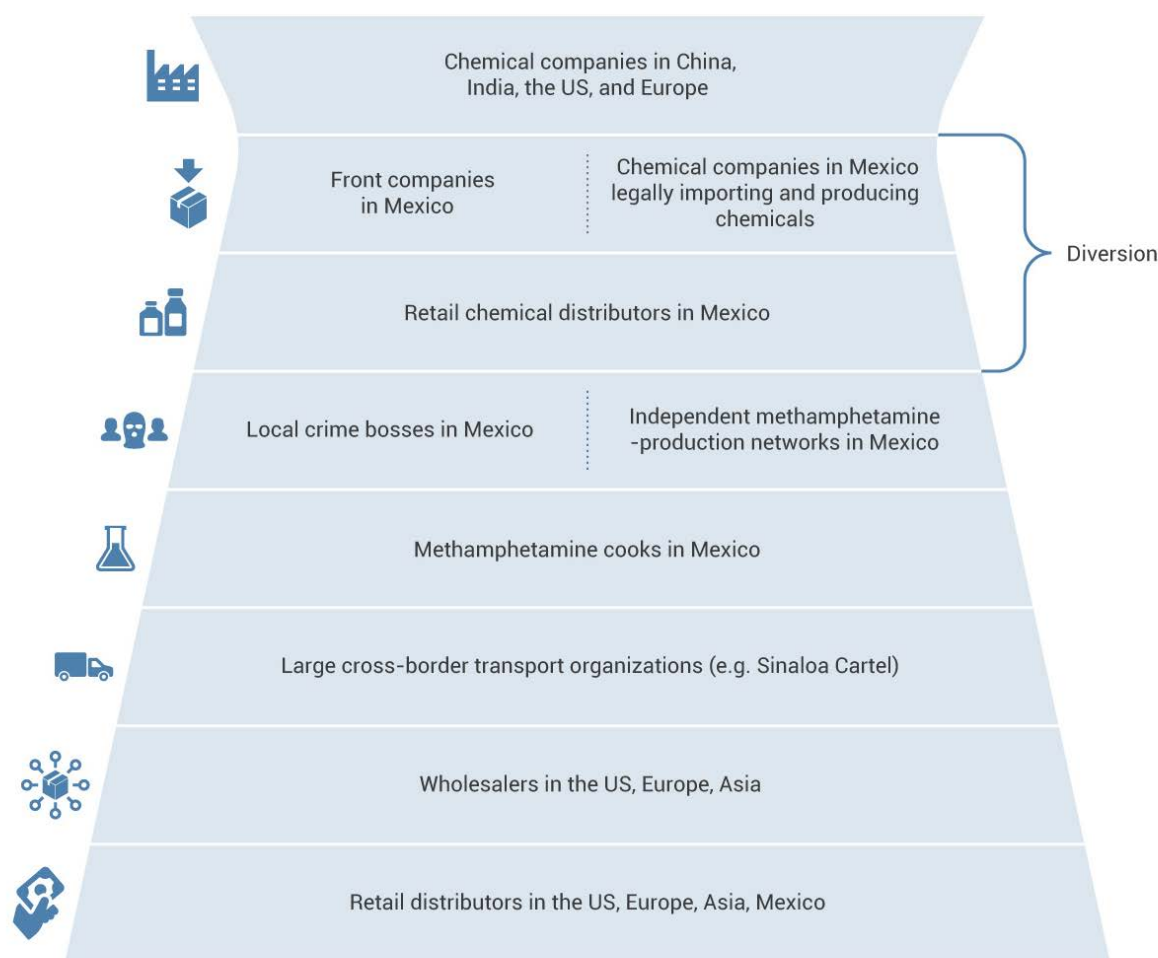 Chemical companies in China,
India, the US, and Europe
Front companies
in Mexico
Chemical companies in Mexico
legally importing and producing
chemicals
Diversion
Retail chemical distributors in Mexico
Local crime bosses in Mexico
Independent methamphetamine
-production networks in Mexico
Methamphetamine cooks in Mexico
Large cross-border transport organizations (e.g. Sinaloa Cartel)
Wholesalers in the US, Europe, Asia
Retail distributors in the US, Europe, Asia, Mexico